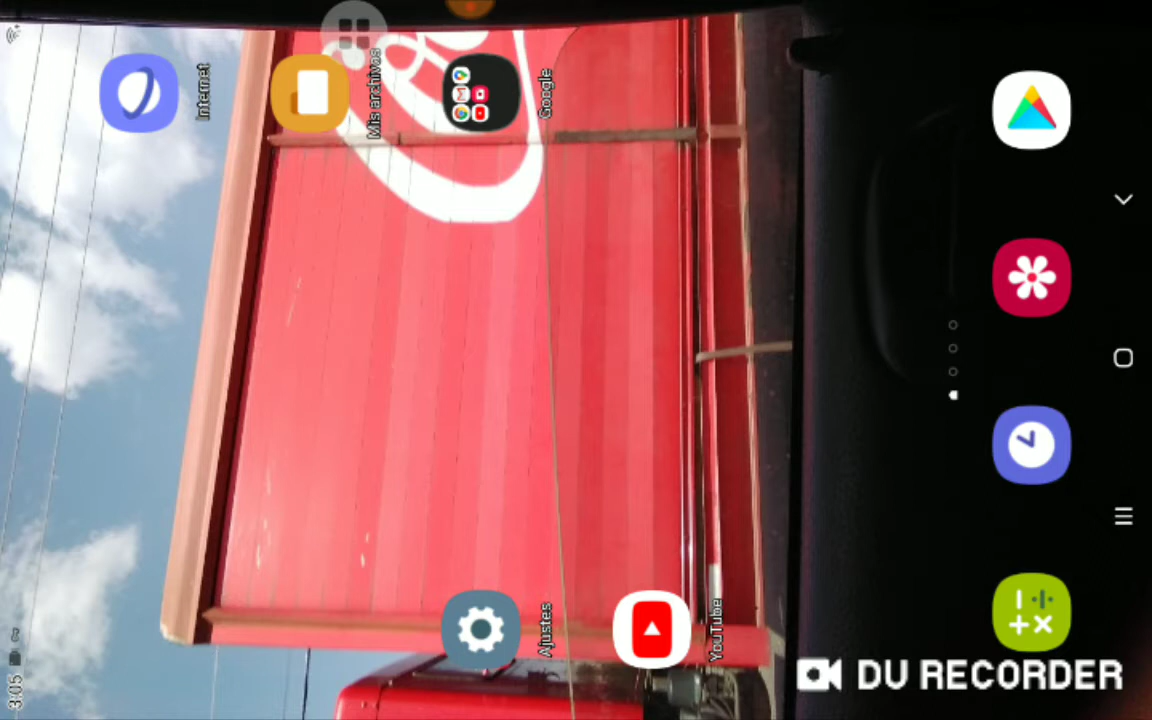 3:05
Internet
Mis archivos
Google
Ajustes
YouTube
DU RECORDER